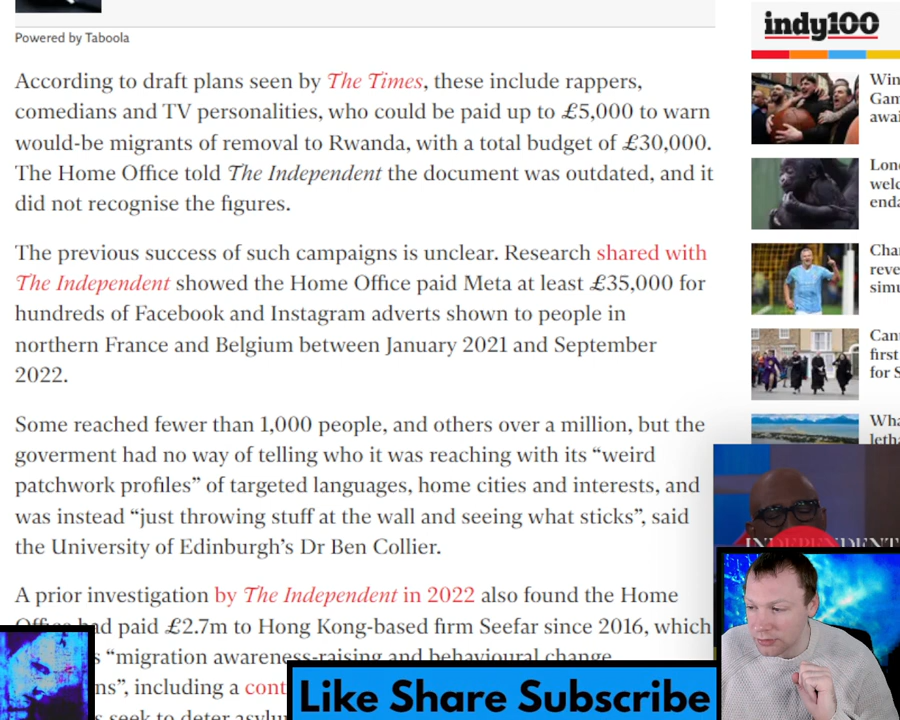 indy100
Powered by Taboola
According to draft plans seen by The Times, these include rappers,
comedians and TV personalities, who could be paid up to £5,000 to warn
would-be migrants of removal to Rwanda, with a total budget of £30,000.
The Home Office told The Independent the document was outdated, and it
did not recognise the figures.
The previous success of such campaigns is unclear. Research shared with
The Independent showed the Home Office paid Meta at least £35,000 for
hundreds of Facebook and Instagram adverts shown to people in
northern France and Belgium between January 2021 and September
2022.
Some reached fewer than 1,000 people, and others over a million, but the
goverment had no way of telling who it was reaching with its “weird
patchwork profiles” of targeted languages, home cities and interests, and
was instead “just throwing stuff at the wall and seeing what sticks”, said
the University of Edinburgh’s Dr Ben Collier.
A prior investigation by The Independent in 2022 also found the Home
Office had paid £2.7m to Hong Kong-based firm Seefar since 2016, which
“migration awareness-raising and behavioural change
including a
seek to deter
Like Share Subscribe
INDEPENDENT